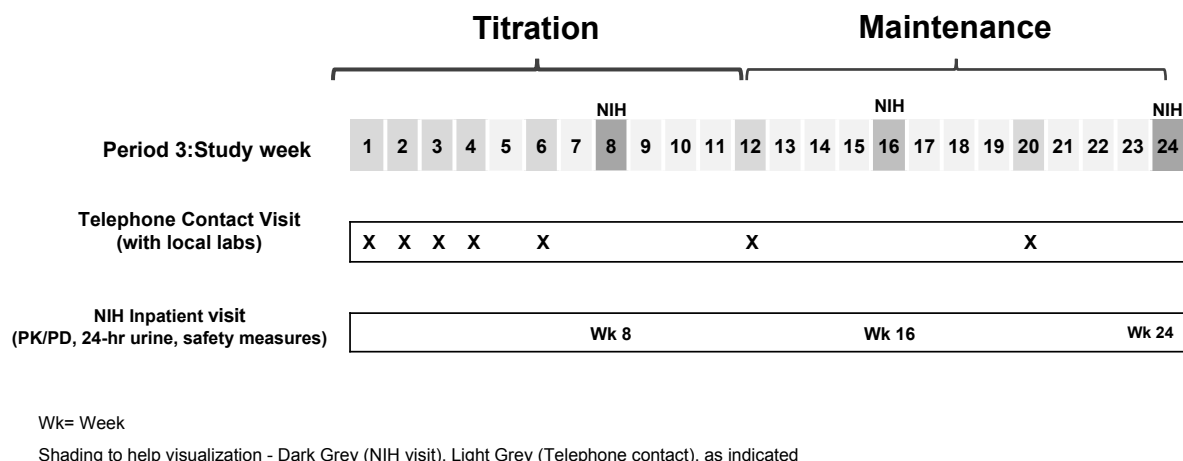 Titration Maintenance
NIH NIH NIH
Period 3:Study week 1 2 3 4 5 6 7 8 9 10 11 12 13 14 15 16 17 18 19 20 21 22 23 24
Telephone Contact Visit
(with local labs) X X X X X X X
NIH Inpatient visit
(PK/PD, 24-hr urine, safety measures) Wk 8 Wk 16 Wk 24
Wk= Week
Shading to help visualization - Dark Grey (NIH visit), Light Grey (Telephone contact), as indicated